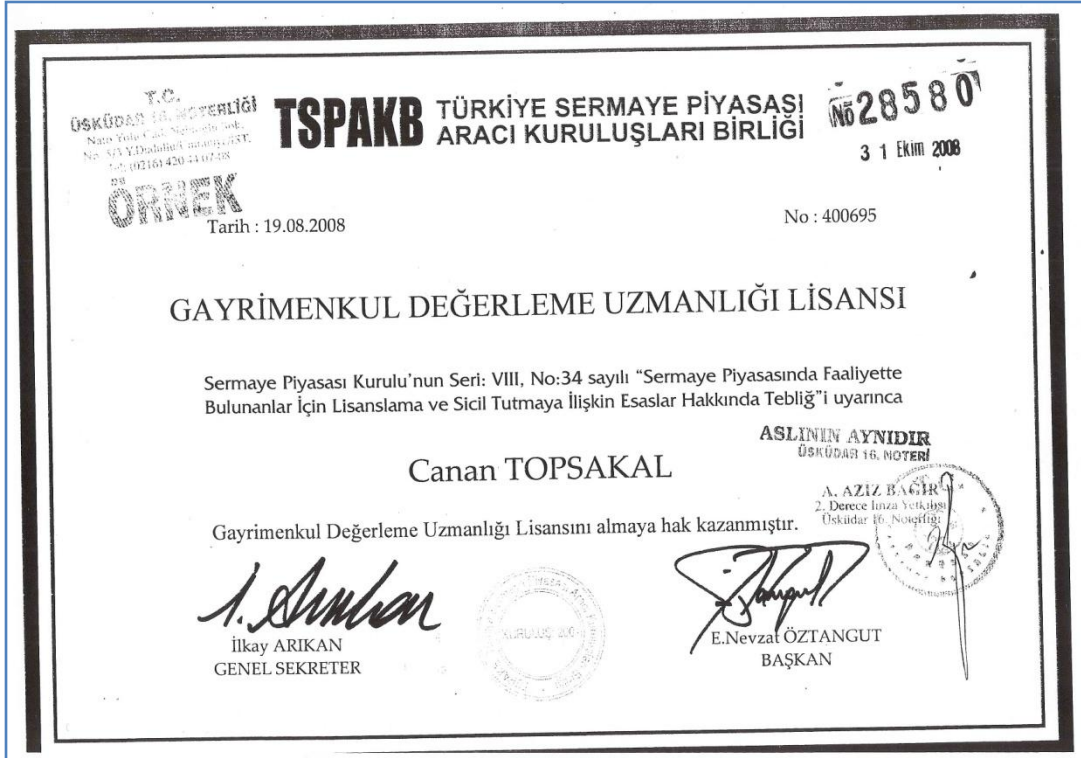 T.C.
ÜSKÜDAR 16. NOTERLİĞİ
ÖRNEK
TSPAKB TÜRKİYE SERMAYE PİYASASI
ARACI KURULUŞLARI BİRLİĞİ
No 28580
31 Ekim 2008
Tarih : 19.08.2008
No : 400695
GAYRİMENKUL DEĞERLEME UZMANLIĞI LİSANSI
Sermaye Piyasası Kurulu'nun Seri: VIII, No:34 sayılı “Sermaye Piyasasında Faaliyette
Bulunanlar İçin Lisanslama ve Sicil Tutmaya İlişkin Esaslar Hakkında Tebliğ”i uyarınca
ASLININ AYNIDIR
ÜSKÜDAR 16. NOTERİ
Canan TOPSAKAL
A. AZİZ BAĞIR
2. Derece İmza Yetkilisi
Üsküdar 16. Noterliği
Gayrimenkul Değerleme Uzmanlığı Lisansını almaya hak kazanmıştır.
İlkay ARIKAN
GENEL SEKRETER
E.Nevzat ÖZTANGUT
BAŞKAN